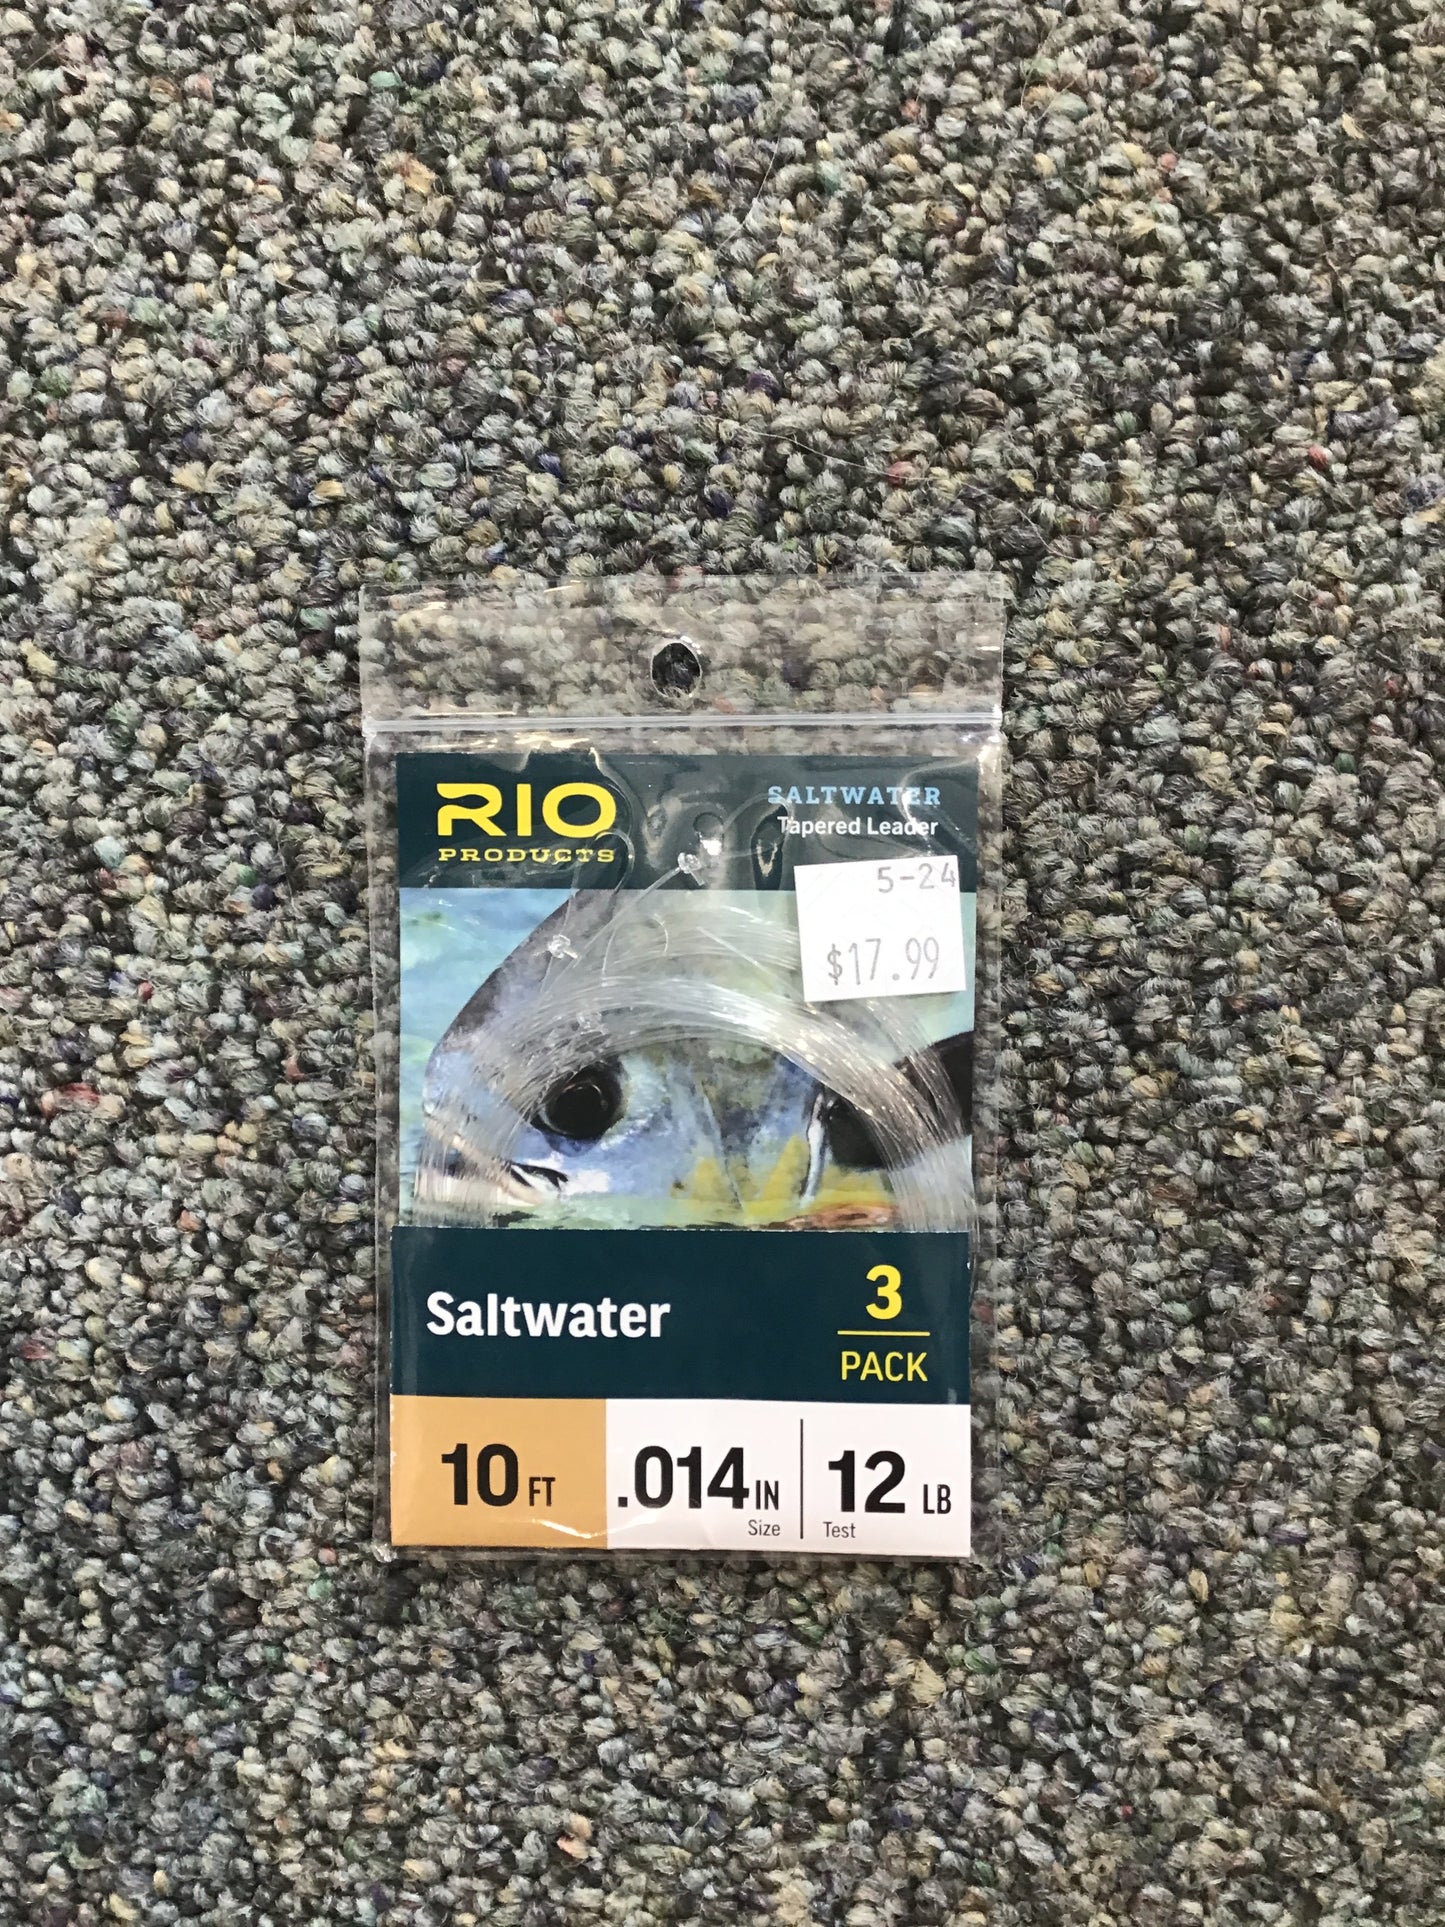 RIO
PRODUCTS
SALTWATER
Tapered Leader
5-24
$17.99
Saltwater
3
PACK
10 FT
.014 IN
Size
12 LB
Test